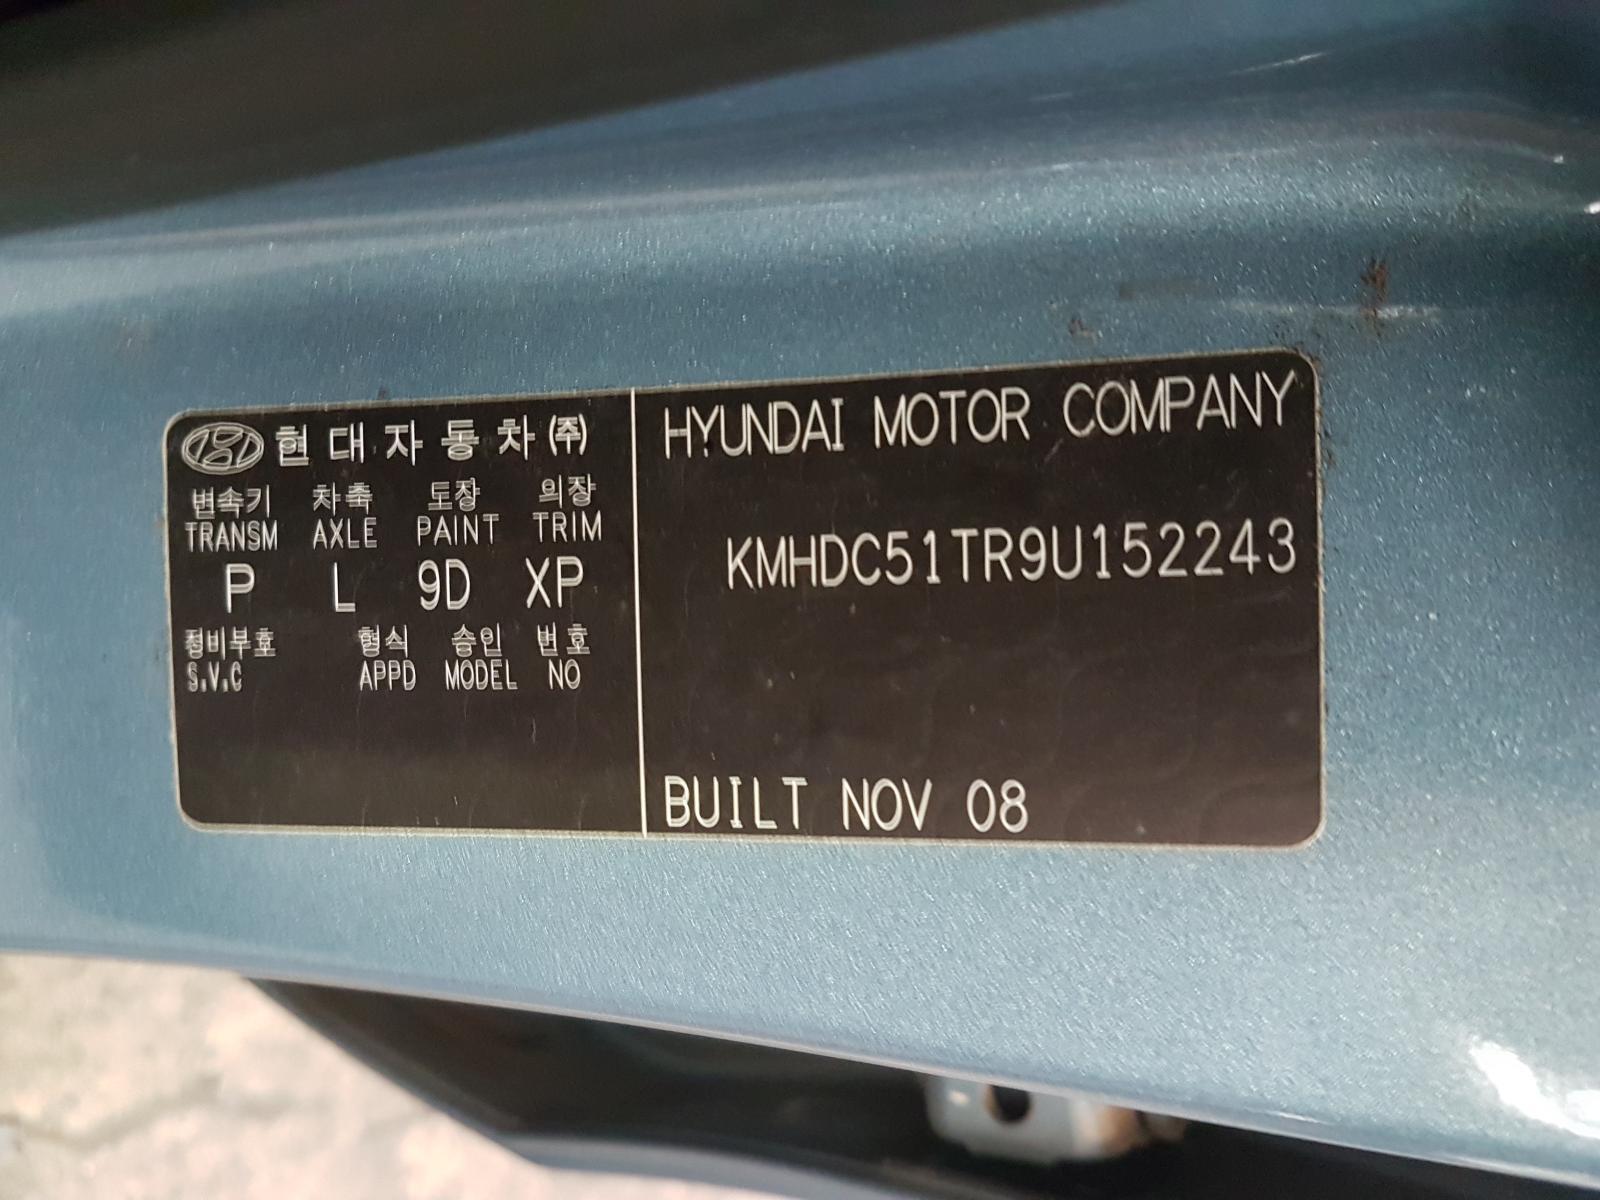 현대자동차(주)
변속기 차축 도장 의장
TRANSM AXLE PAINT TRIM
P L 9D XP
정비부호 형식 승인 번호
S.V.C APPD MODEL NO
HYUNDAI MOTOR COMPANY
KMHDC51TR9U152243
BUILT NOV 08